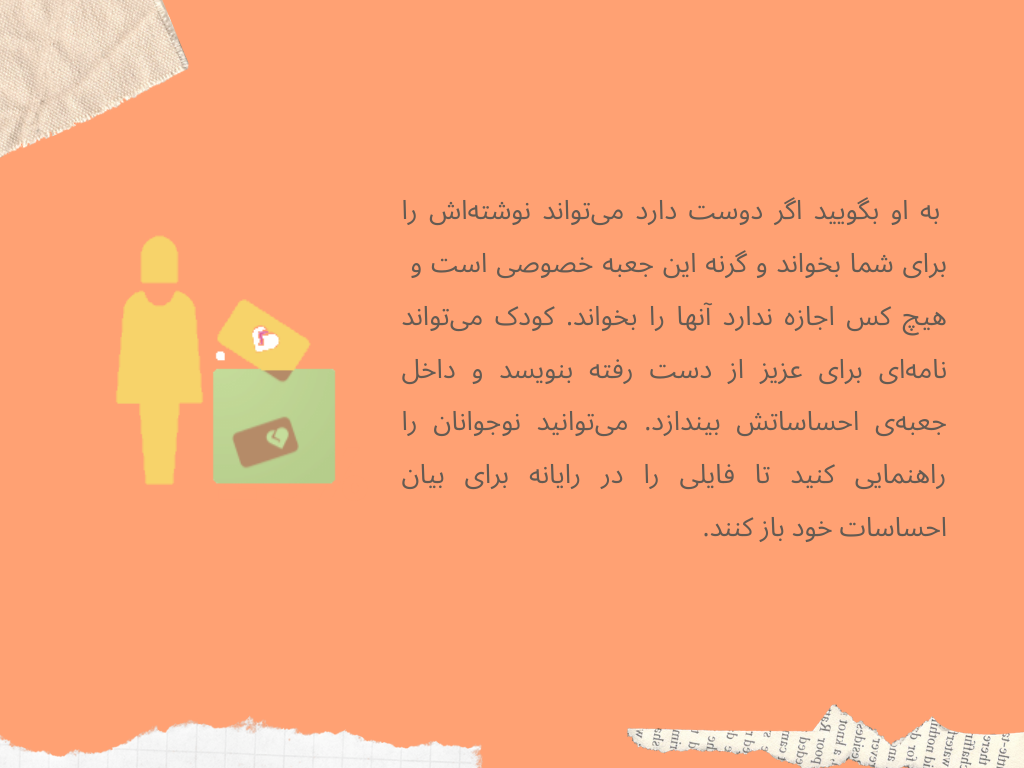 به او بگویید اگر دوست دارد می‌تواند نوشته‌اش را
برای شما بخواند و گرنه این جعبه خصوصی است و
هیچ کس اجازه ندارد آنها را بخواند. کودک می‌تواند
نامه‌ای برای عزیز از دست رفته بنویسد و داخل
جعبه‌ی احساساتش بیندازد. می‌توانید نوجوانان را
راهنمایی کنید تا فایلی را در رایانه برای بیان
احساسات خود باز کنند.